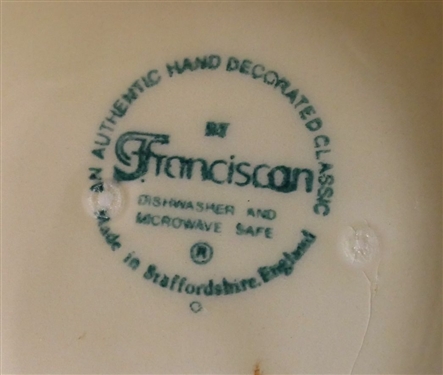 AN AUTHENTIC HAND DECORATED CLASSIC
BY
Franciscan
DISHWASHER AND
MICROWAVE SAFE
®
Made in Staffordshire, England